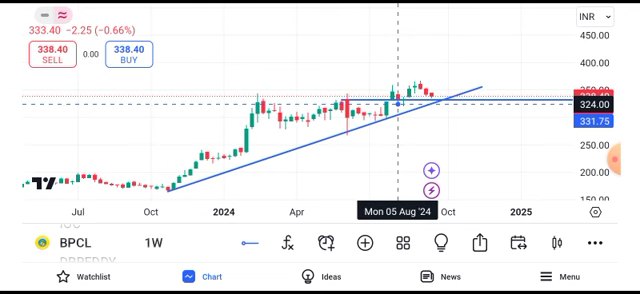 INR
333.40 −2.25 (−0.66%)
338.40
SELL
0.00
338.40
BUY
450.00
400.00
324.00
331.75
250.00
200.00
150.00
Jul
Oct
2024
Apr
Mon 05 Aug '24
Oct
2025
BPCL
1W
Watchlist
Chart
Ideas
News
Menu